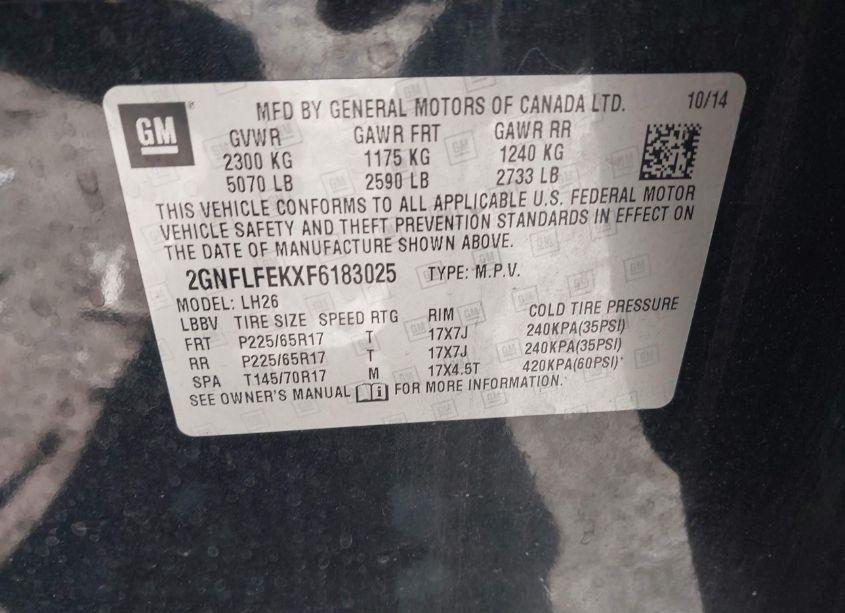 GM
MFD BY GENERAL MOTORS OF CANADA LTD. 10/14
GVWR GAWR FRT GAWR RR
2300 KG 1175 KG 1240 KG
5070 LB 2590 LB 2733 LB
THIS VEHICLE CONFORMS TO ALL APPLICABLE U.S. FEDERAL MOTOR
VEHICLE SAFETY AND THEFT PREVENTION STANDARDS IN EFFECT ON
THE DATE OF MANUFACTURE SHOWN ABOVE.
2GNFLFEKXF6183025 TYPE: M.P.V.
MODEL: LH26
LBBV TIRE SIZE SPEED RTG RIM COLD TIRE PRESSURE
FRT P225/65R17 T 17X7J 240KPA(35PSI)
RR P225/65R17 T 17X7J 240KPA(35PSI)
SPA T145/70R17 M 17X4.5T 420KPA(60PSI)
SEE OWNER'S MANUAL FOR MORE INFORMATION.